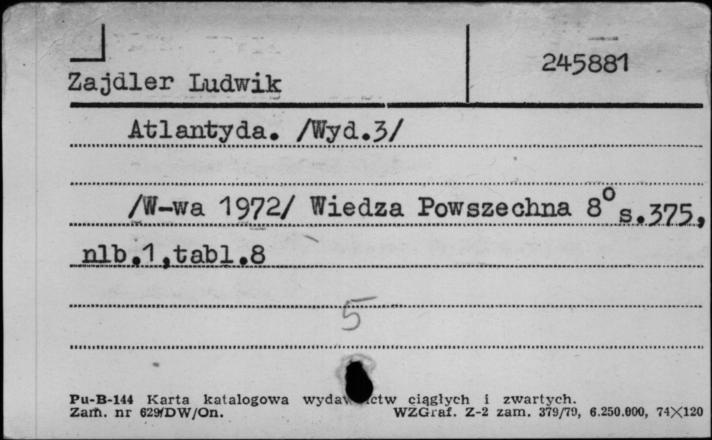 245881
Zajdler Ludwik
Atlantyda. /Wyd.3/
/W-wa 1972/ Wiedza Powszechna 8° s.375,
nlb.1,tabl.8
5
Pu-B-144 Karta katalogowa ciągłych i zwartych.
Zam. nr 629/DW/On. WZGraf. Z-2 zam. 379/79, 6.250.000, 74×120